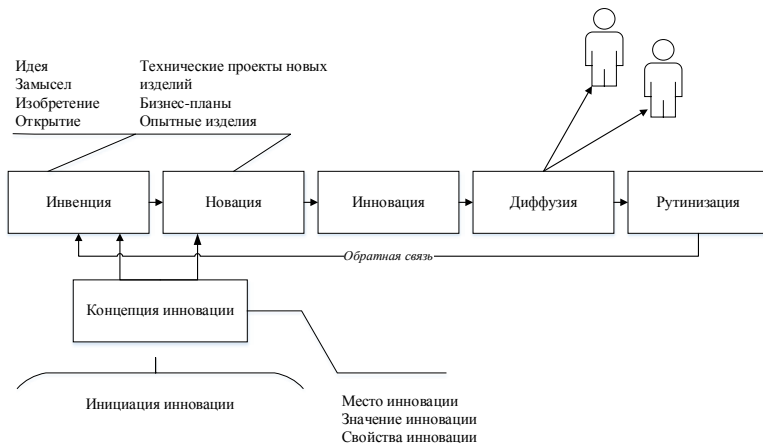 Идея
Замысел
Изобретение
Открытие
Технические проекты новых
изделий
Бизнес-планы
Опытные изделия
Инвенция
Новация
Инновация
Диффузия
Рутинизация
Обратная связь
Концепция инновации
Инициация инновации
Место инновации
Значение инновации
Свойства инновации